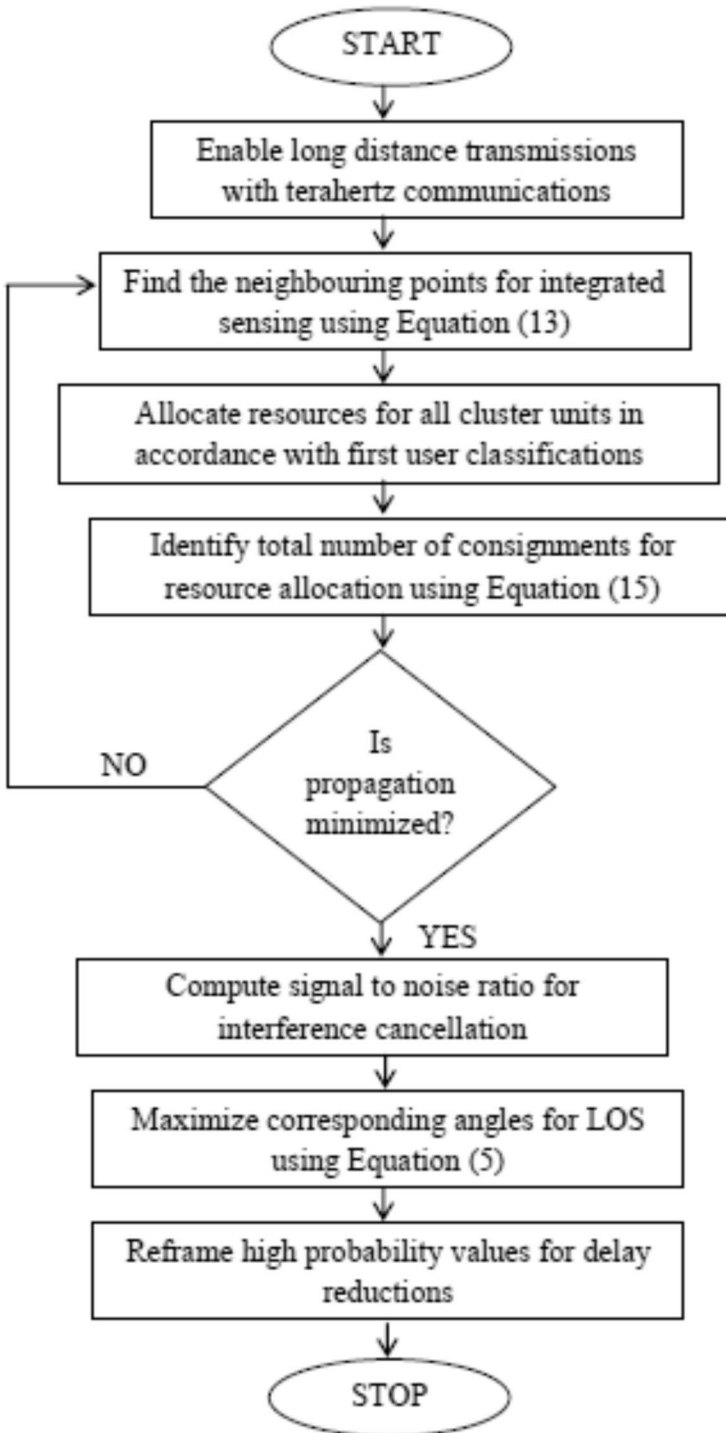 START
Enable long distance transmissions
with terahertz communications
Find the neighbouring points for integrated
sensing using Equation (13)
Allocate resources for all cluster units in
accordance with first user classifications
Identify total number of consignments for
resource allocation using Equation (15)
Is
propagation
minimized?
NO
YES
Compute signal to noise ratio for
interference cancellation
Maximize corresponding angles for LOS
using Equation (5)
Reframe high probability values for delay
reductions
STOP